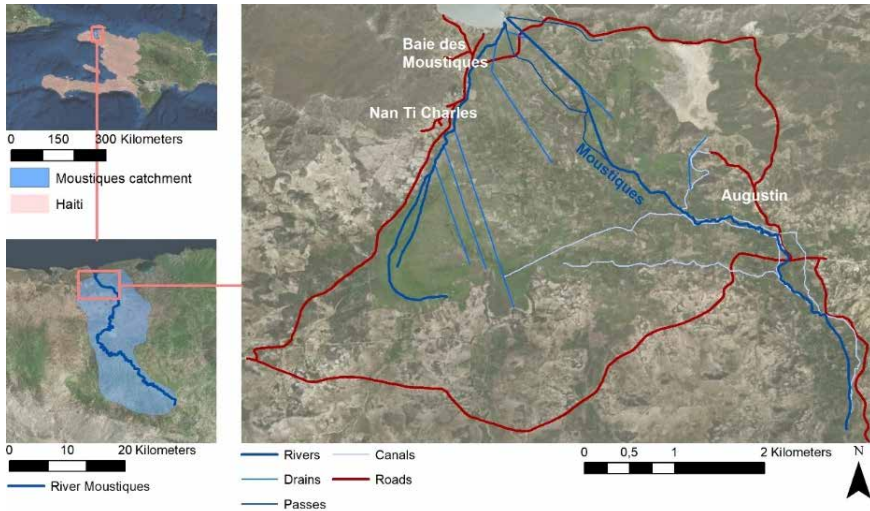 0 150 300 Kilometers
Moustiques catchment
Haiti
0 10 20 Kilometers
River Moustiques
Baie des
Moustiques
Nan Ti Charles
Moustiques
Augustin
Rivers
Canals
Drains
Roads
Passes
0 0,5 1 2 Kilometers
N